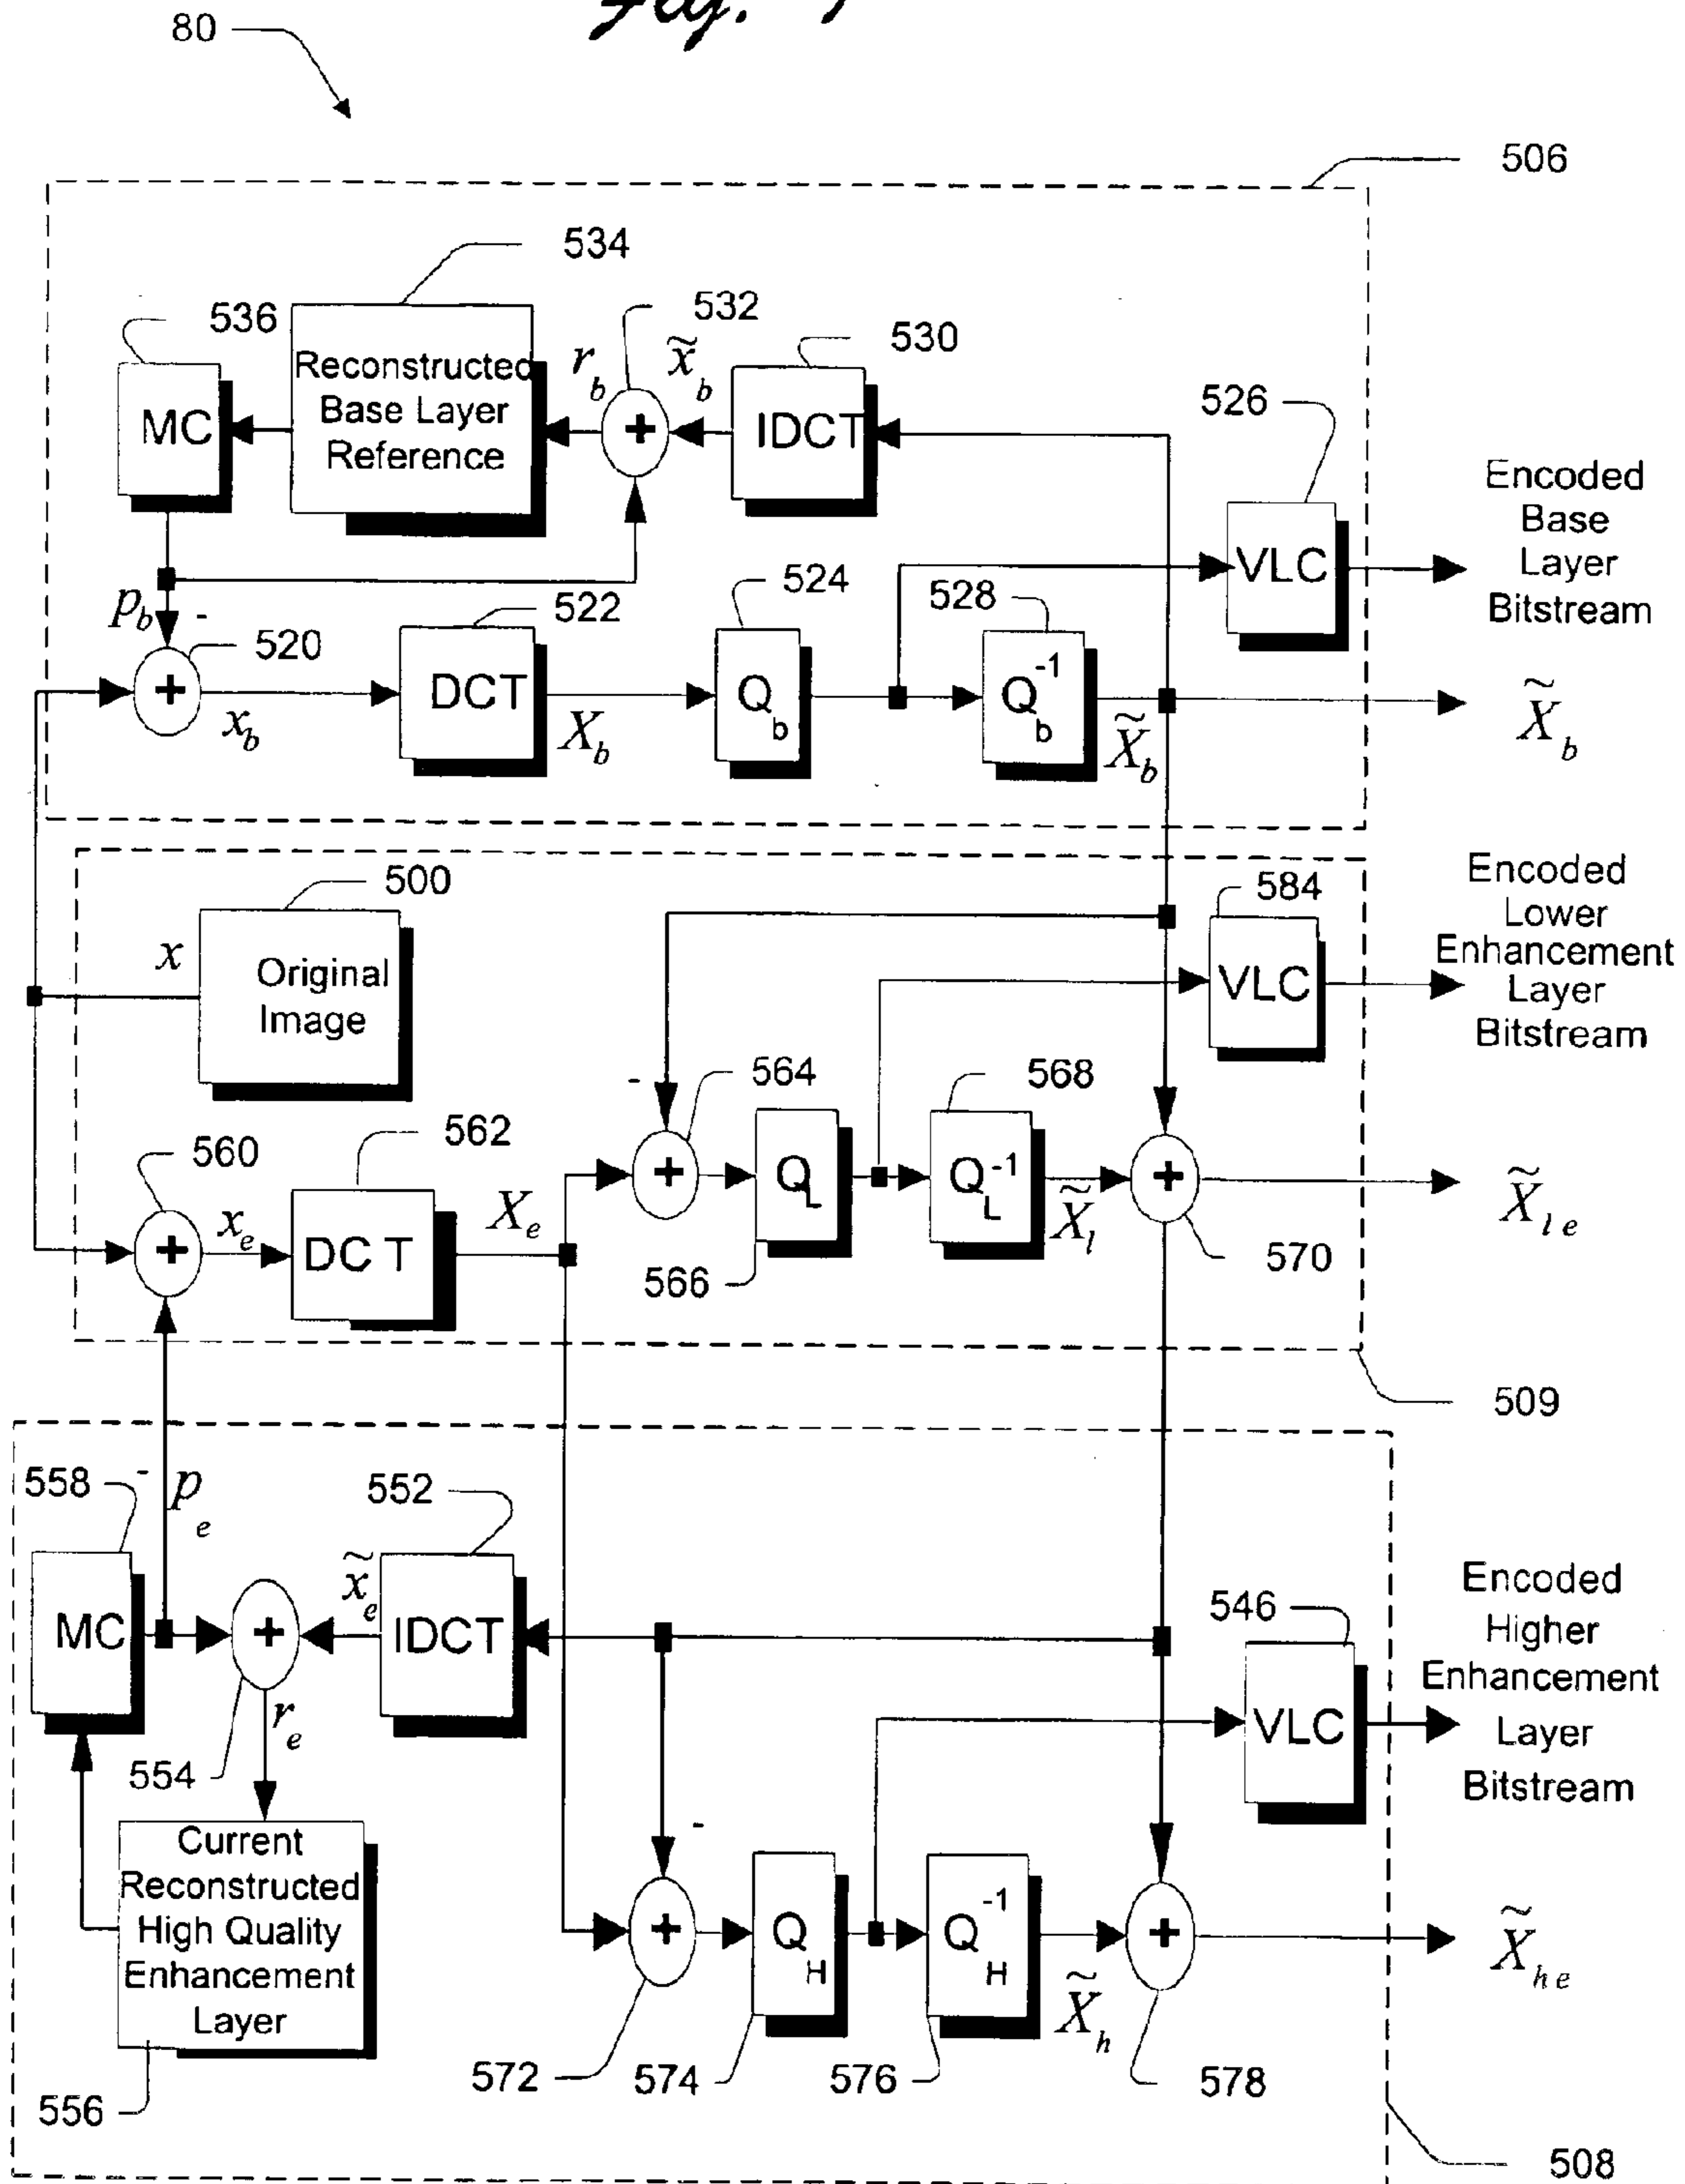 Fig.
80
506
534
536
532
530
526
r_b
x̃_b
MC
Reconstructed
Base Layer
Reference
+
IDCT
VLC
Encoded
Base
Layer
Bitstream
p_b
-
520
522
524
528
+
x_b
DCT
X_b
Q_b
Q_b^-1
X̃_b
X̃_b
500
x
Original
Image
584
VLC
Encoded
Lower
Enhancement
Layer
Bitstream
560
562
-
564
568
+
x_e
DCT
X_e
+
Q_L
Q_L^-1
X̃_l
+
X̃_le
566
570
509
558
-
p_e
552
546
MC
+
x̃_e
IDCT
VLC
Encoded
Higher
Enhancement
Layer
Bitstream
554
r_e
Current
Reconstructed
High Quality
Enhancement
Layer
-
+
Q_H
Q_H^-1
X̃_h
+
X̃_he
556
572
574
576
578
508